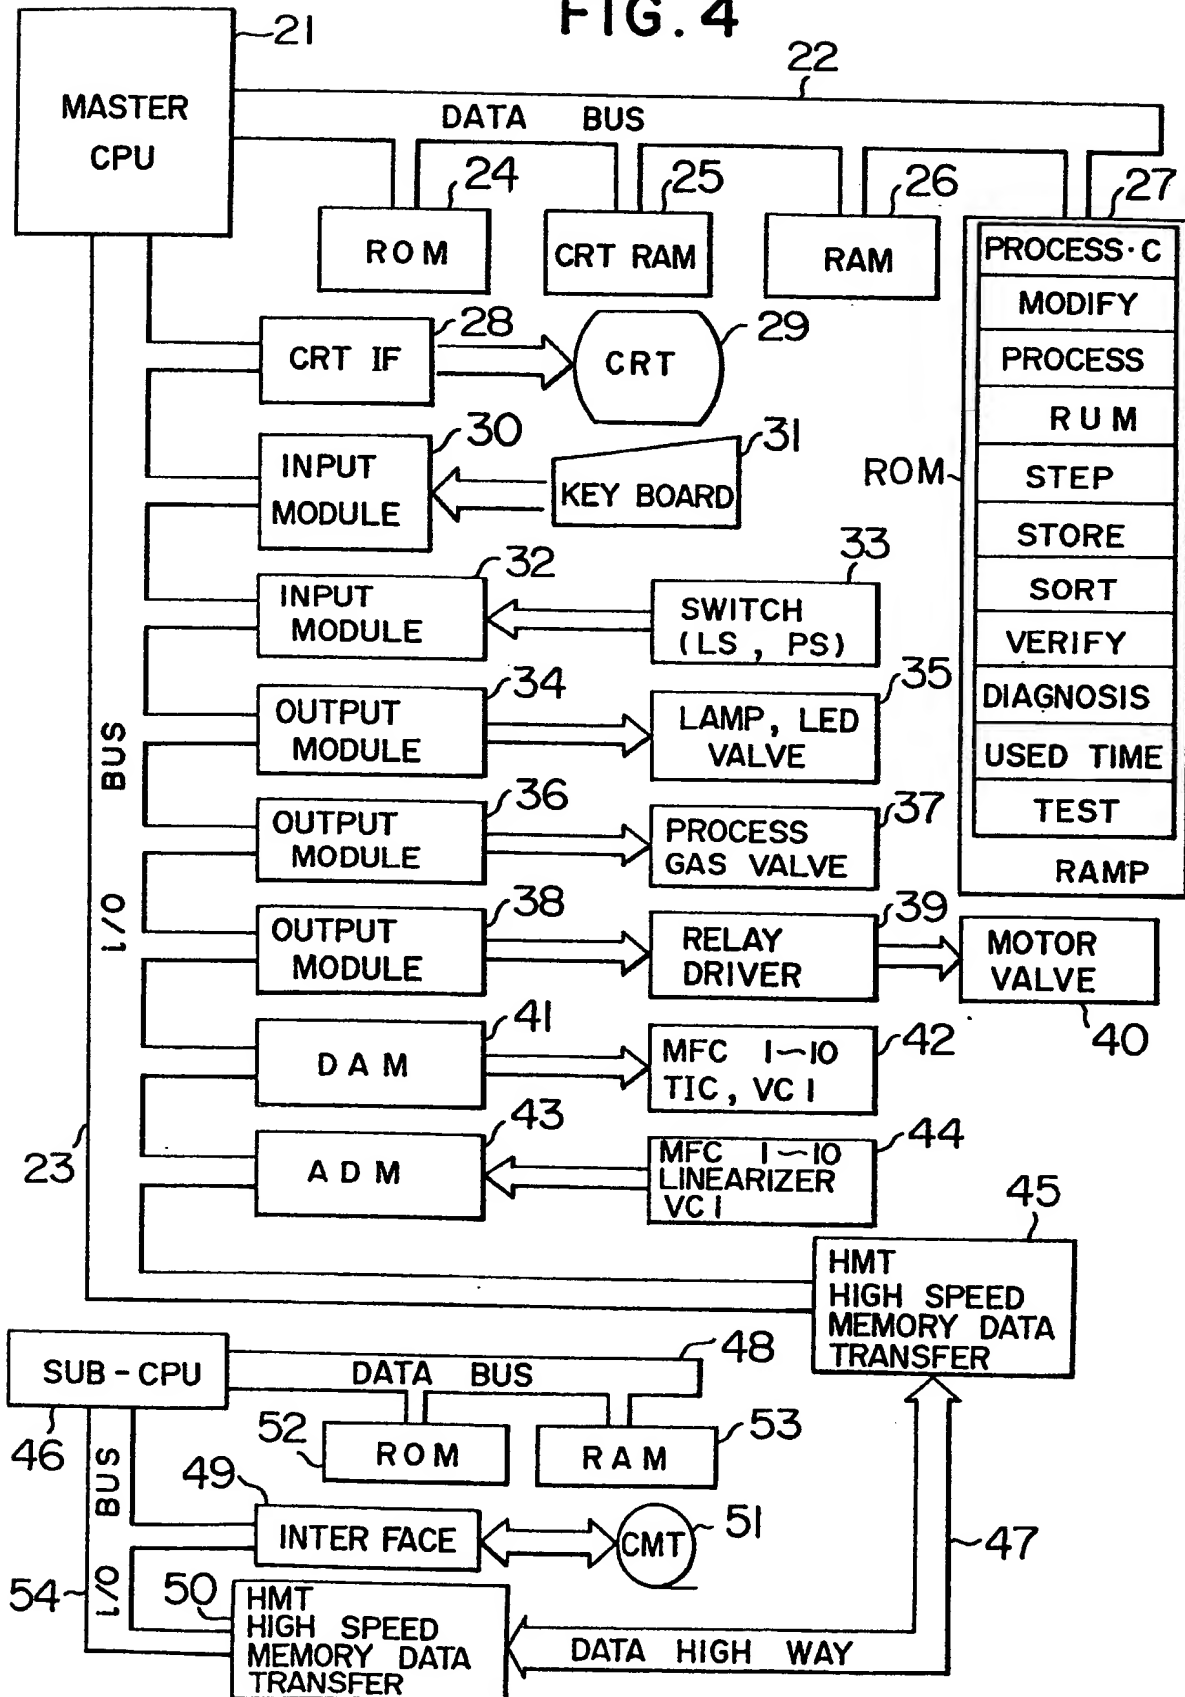 FIG. 4
21
22
MASTER
CPU
DATA BUS
24
25
26
27
ROM
CRT RAM
RAM
PROCESS·C
MODIFY
PROCESS
RUM
STEP
STORE
SORT
VERIFY
DIAGNOSIS
USED TIME
TEST
RAMP
ROM
28
CRT IF
29
CRT
30
INPUT
MODULE
31
KEY BOARD
32
INPUT
MODULE
33
SWITCH
(LS , PS)
34
OUTPUT
MODULE
35
LAMP, LED
VALVE
36
OUTPUT
MODULE
37
PROCESS
GAS VALVE
38
OUTPUT
MODULE
39
RELAY
DRIVER
MOTOR
VALVE
40
41
DAM
42
MFC 1~10
TIC, VC1
43
ADM
44
MFC 1~10
LINEARIZER
VC1
I/O BUS
23
45
HMT
HIGH SPEED
MEMORY DATA
TRANSFER
SUB-CPU
46
DATA BUS
48
52
ROM
53
RAM
I/O BUS
49
INTER FACE
CMT
51
47
54
50
HMT
HIGH SPEED
MEMORY DATA
TRANSFER
DATA HIGH WAY